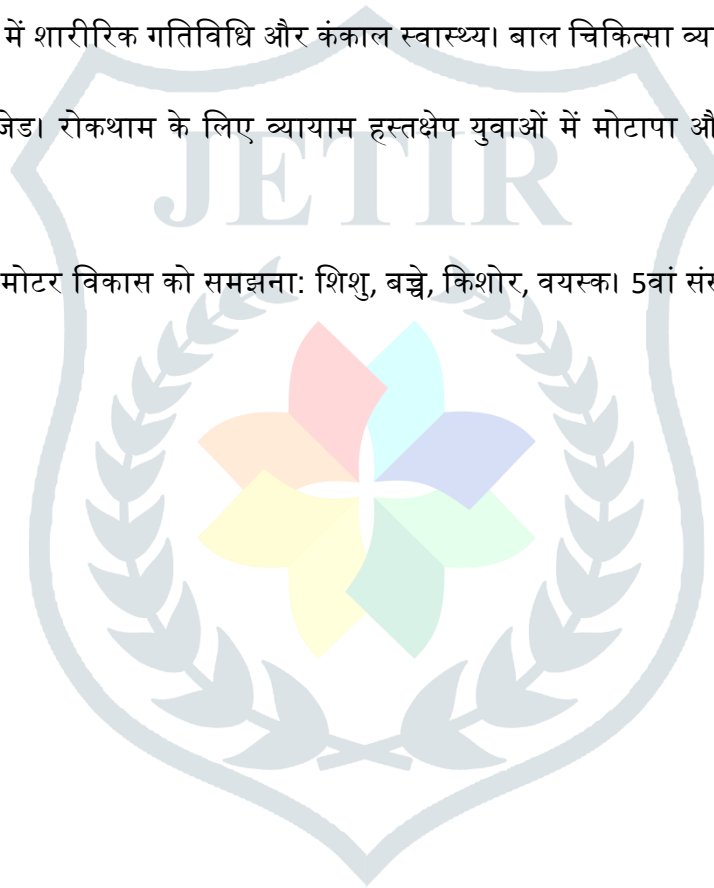 में शारीरिक गतिविधि और कंकाल स्वास्थ्य। बाल चिकित्सा
जेड। रोकथाम के लिए व्यायाम हस्तक्षेप युवाओं में मोटापा
JETIR
मोटर विकास को समझना: शिशु, बच्चे, किशोर, वयस्क। 5वां